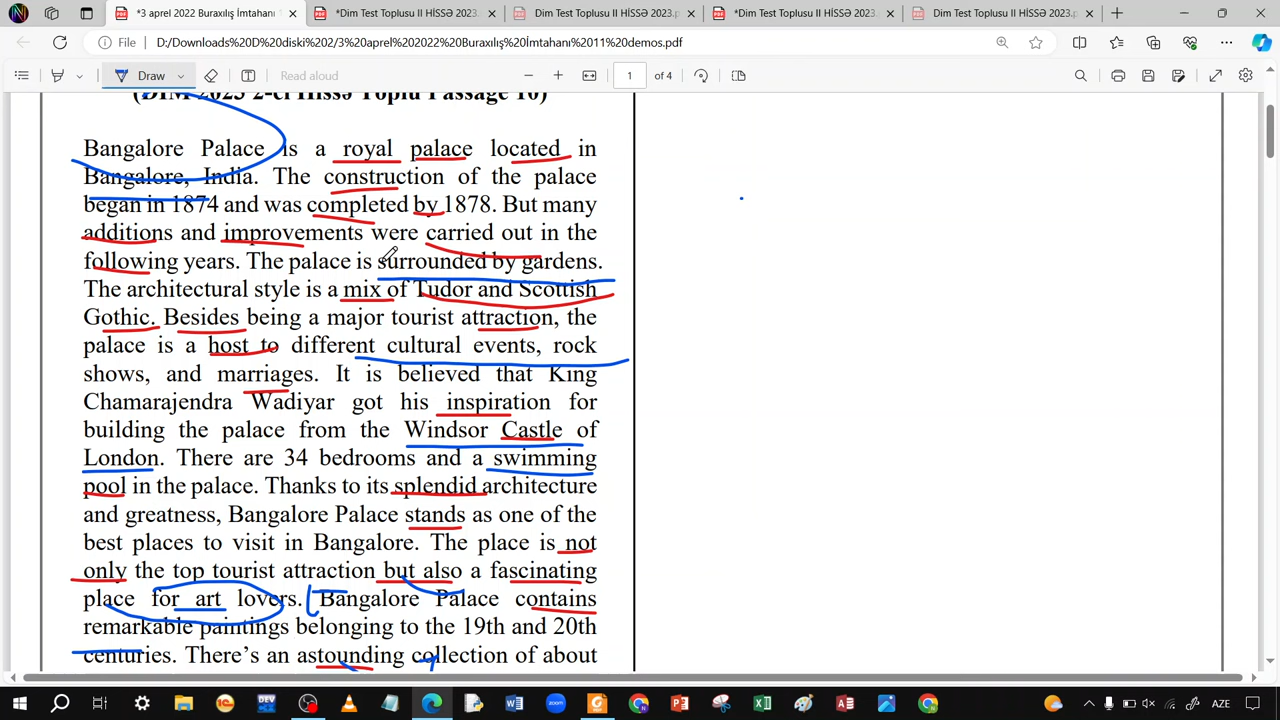 *3 aprel 2022 Buraxılış İmtahanı
*Dim Test Toplusu II HİSSƏ 2023.p
Dim Test Toplusu II HİSSƏ 2023.p
*Dim Test Toplusu II HİSSƏ 2023.p
Dim Test Toplusu II HİSSƏ 2023.p
File
D:/Downloads%20D%20diski%202/3%20aprel%202022%20Buraxılış%20İmtahanı%2011%20demos.pdf
Draw
Read aloud
1 of 4
(DİM 2023 2-ci Hissə Toplu Passage 10)
Bangalore Palace is a royal palace located in
Bangalore, India. The construction of the palace
began in 1874 and was completed by 1878. But many
additions and improvements were carried out in the
following years. The palace is surrounded by gardens.
The architectural style is a mix of Tudor and Scottish
Gothic. Besides being a major tourist attraction, the
palace is a host to different cultural events, rock
shows, and marriages. It is believed that King
Chamarajendra Wadiyar got his inspiration for
building the palace from the Windsor Castle of
London. There are 34 bedrooms and a swimming
pool in the palace. Thanks to its splendid architecture
and greatness, Bangalore Palace stands as one of the
best places to visit in Bangalore. The place is not
only the top tourist attraction but also a fascinating
place for art lovers. Bangalore Palace contains
remarkable paintings belonging to the 19th and 20th
centuries. There’s an astounding collection of about
AZE